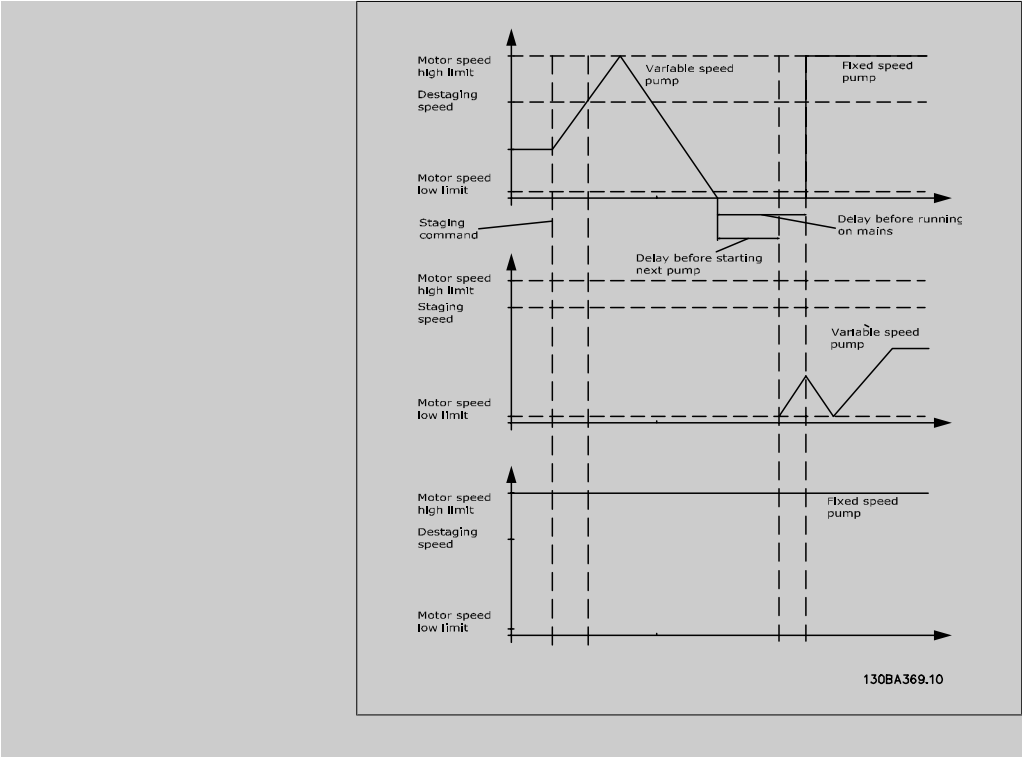 Motor speed
high limit
Variable speed
pump
Fixed speed
pump
Destaging
speed
Motor speed
low limit
Staging
command
Delay before running
on mains
Delay before starting
next pump
Motor speed
high limit
Staging
speed
Variable speed
pump
Motor speed
low limit
Motor speed
high limit
Fixed speed
pump
Destaging
speed
Motor speed
low limit
130BA369.10